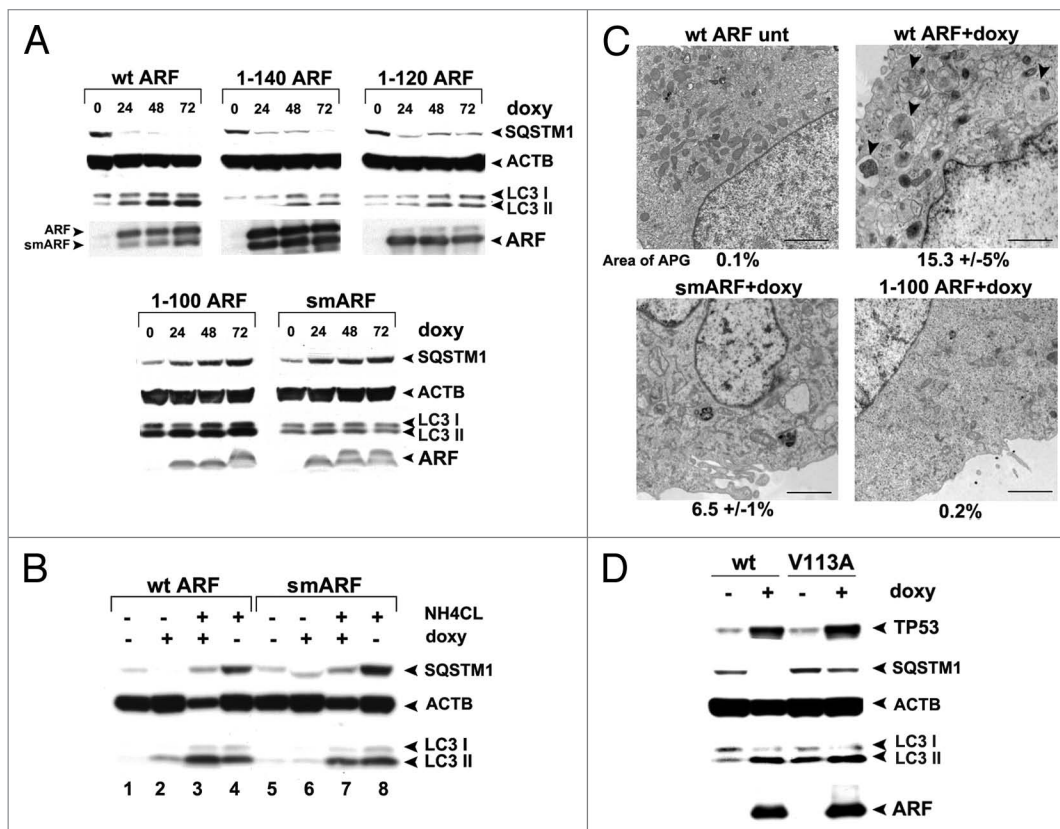 A
wt ARF 1-140 ARF 1-120 ARF
0 24 48 72 0 24 48 72 0 24 48 72 doxy
SQSTM1
ACTB
LC3 I
LC3 II
ARF
smARF
ARF
1-100 ARF smARF
0 24 48 72 0 24 48 72 doxy
SQSTM1
ACTB
LC3 I
LC3 II
ARF
C
wt ARF unt wt ARF+doxy
Area of APG 0.1% 15.3 +/-5%
smARF+doxy 1-100 ARF+doxy
6.5 +/-1% 0.2%
B
wt ARF smARF
- - + + - - + + NH4CL
- + + - - + + - doxy
SQSTM1
ACTB
LC3 I
LC3 II
1 2 3 4 5 6 7 8
D
wt V113A
- + - + doxy
TP53
SQSTM1
ACTB
LC3 I
LC3 II
ARF